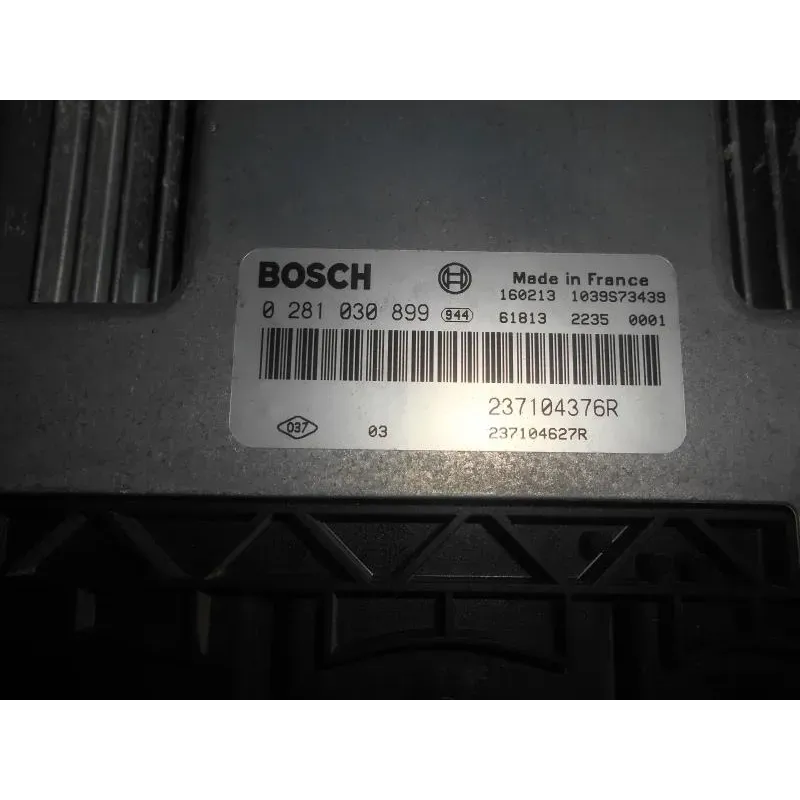 BOSCH Made in France
160213 1039S73439
0 281 030 899 944 61813 2235 0001
237104376R
037 03 237104627R